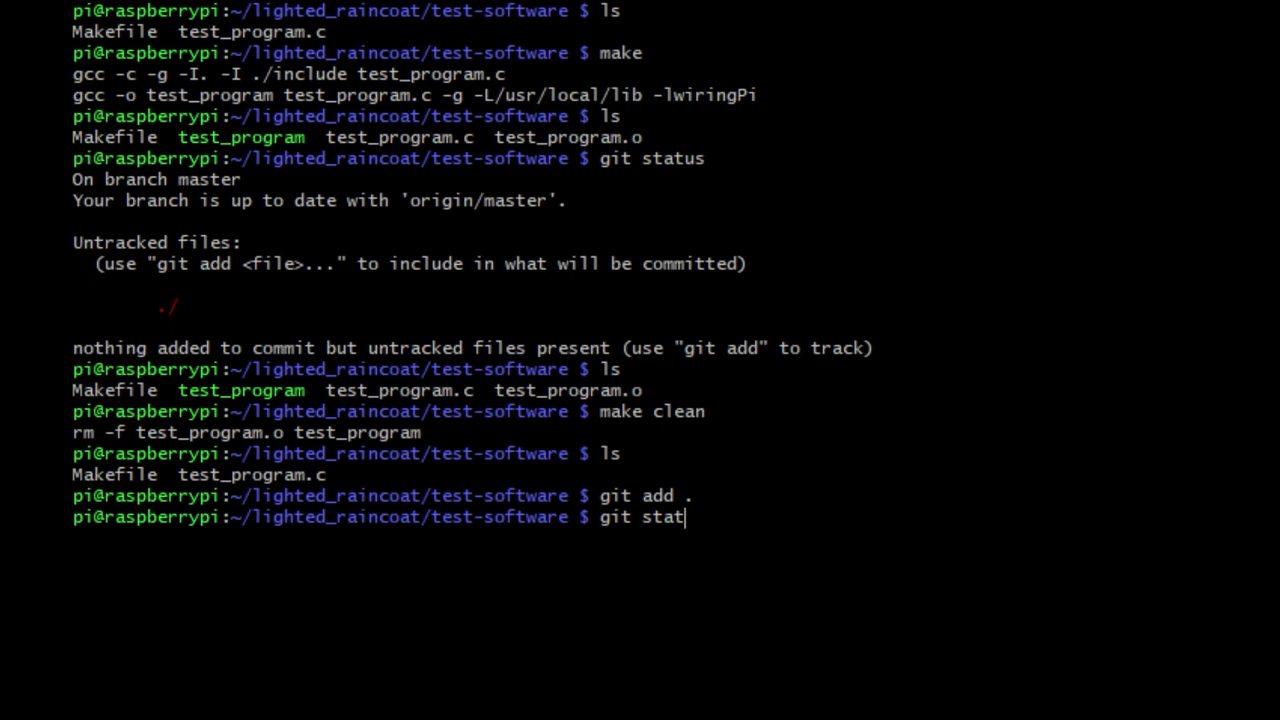 pi@raspberrypi:~/lighted_raincoat/test-software $ ls
Makefile  test_program.c
pi@raspberrypi:~/lighted_raincoat/test-software $ make
gcc -c -g -I. -I ./include test_program.c
gcc -o test_program test_program.c -g -L/usr/local/lib -lwiringPi
pi@raspberrypi:~/lighted_raincoat/test-software $ ls
Makefile  test_program  test_program.c  test_program.o
pi@raspberrypi:~/lighted_raincoat/test-software $ git status
On branch master
Your branch is up to date with 'origin/master'.
Untracked files:
  (use "git add <file>..." to include in what will be committed)
./
nothing added to commit but untracked files present (use "git add" to track)
pi@raspberrypi:~/lighted_raincoat/test-software $ ls
Makefile  test_program  test_program.c  test_program.o
pi@raspberrypi:~/lighted_raincoat/test-software $ make clean
rm -f test_program.o test_program
pi@raspberrypi:~/lighted_raincoat/test-software $ ls
Makefile  test_program.c
pi@raspberrypi:~/lighted_raincoat/test-software $ git add .
pi@raspberrypi:~/lighted_raincoat/test-software $ git stat